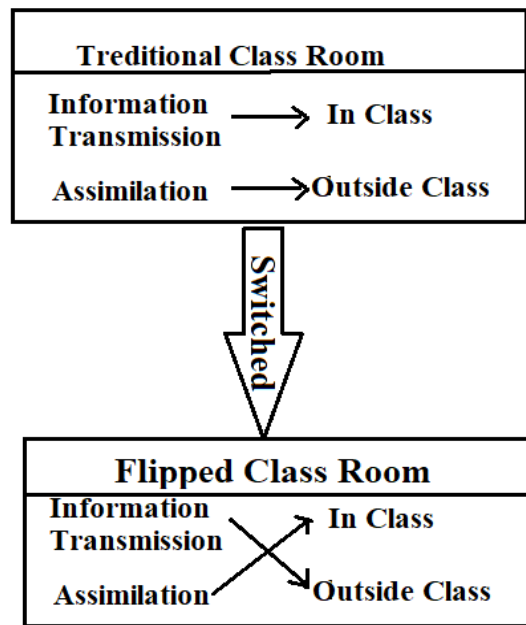 Treditional Class Room
Information
Transmission
In Class
Assimilation
Outside Class
Switched
Flipped Class Room
Information
Transmission
In Class
Assimilation
Outside Class